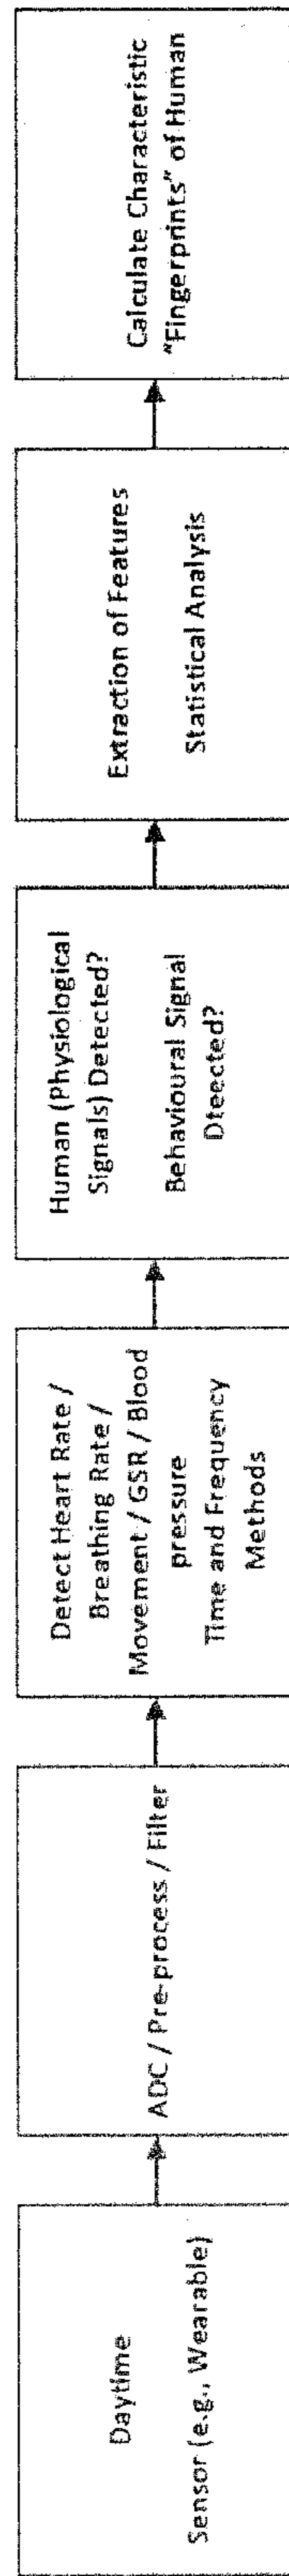 Daytime
Sensor (e.g., Wearable)
ADC / Pre-process / Filter
Detect Heart Rate /
Breathing Rate /
Movement / GSR / Blood
pressure
Time and Frequency
Methods
Human (Physiological
Signals) Detected?
Behavioural Signal
Dteected?
Extraction of Features
Statistical Analysis
Calculate Characteristic
"Fingerprints" of Human